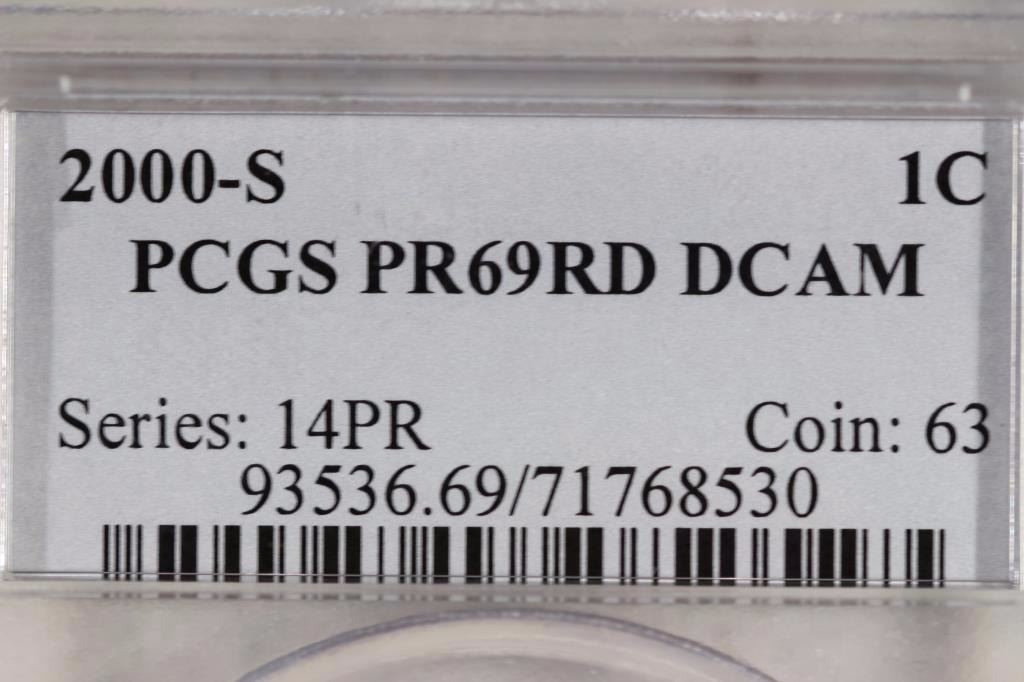 2000-S 1C
PCGS PR69RD DCAM
Series: 14PR Coin: 63
93536.69/71768530